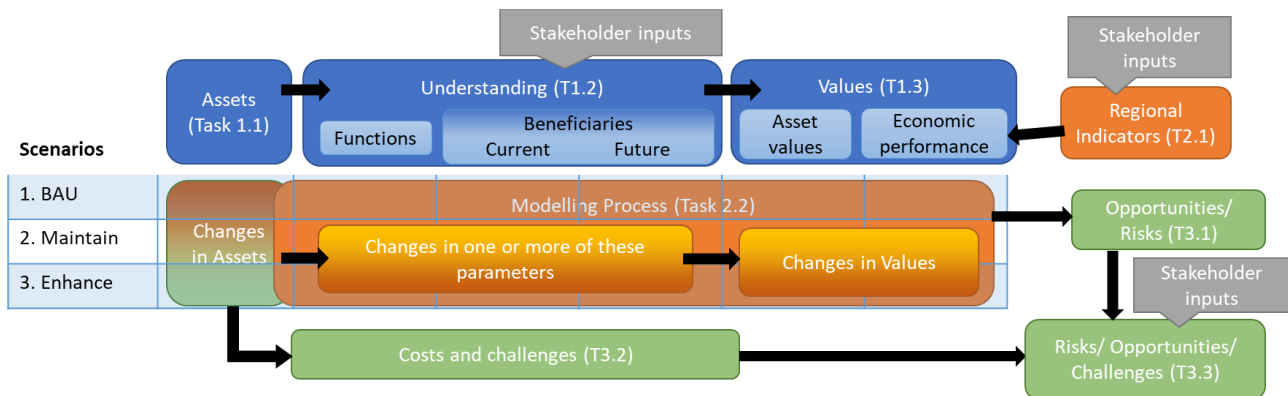 Stakeholder inputs
Stakeholder
inputs
Assets
(Task 1.1)
Understanding (T1.2)
Functions
Beneficiaries
Current Future
Values (T1.3)
Asset
values
Economic
performance
Regional
Indicators (T2.1)
Scenarios
1. BAU
2. Maintain
3. Enhance
Changes
in Assets
Modelling Process (Task 2.2)
Changes in one or more of these
parameters
Changes in Values
Opportunities/
Risks (T3.1)
Stakeholder
inputs
Costs and challenges (T3.2)
Risks/ Opportunities/
Challenges (T3.3)